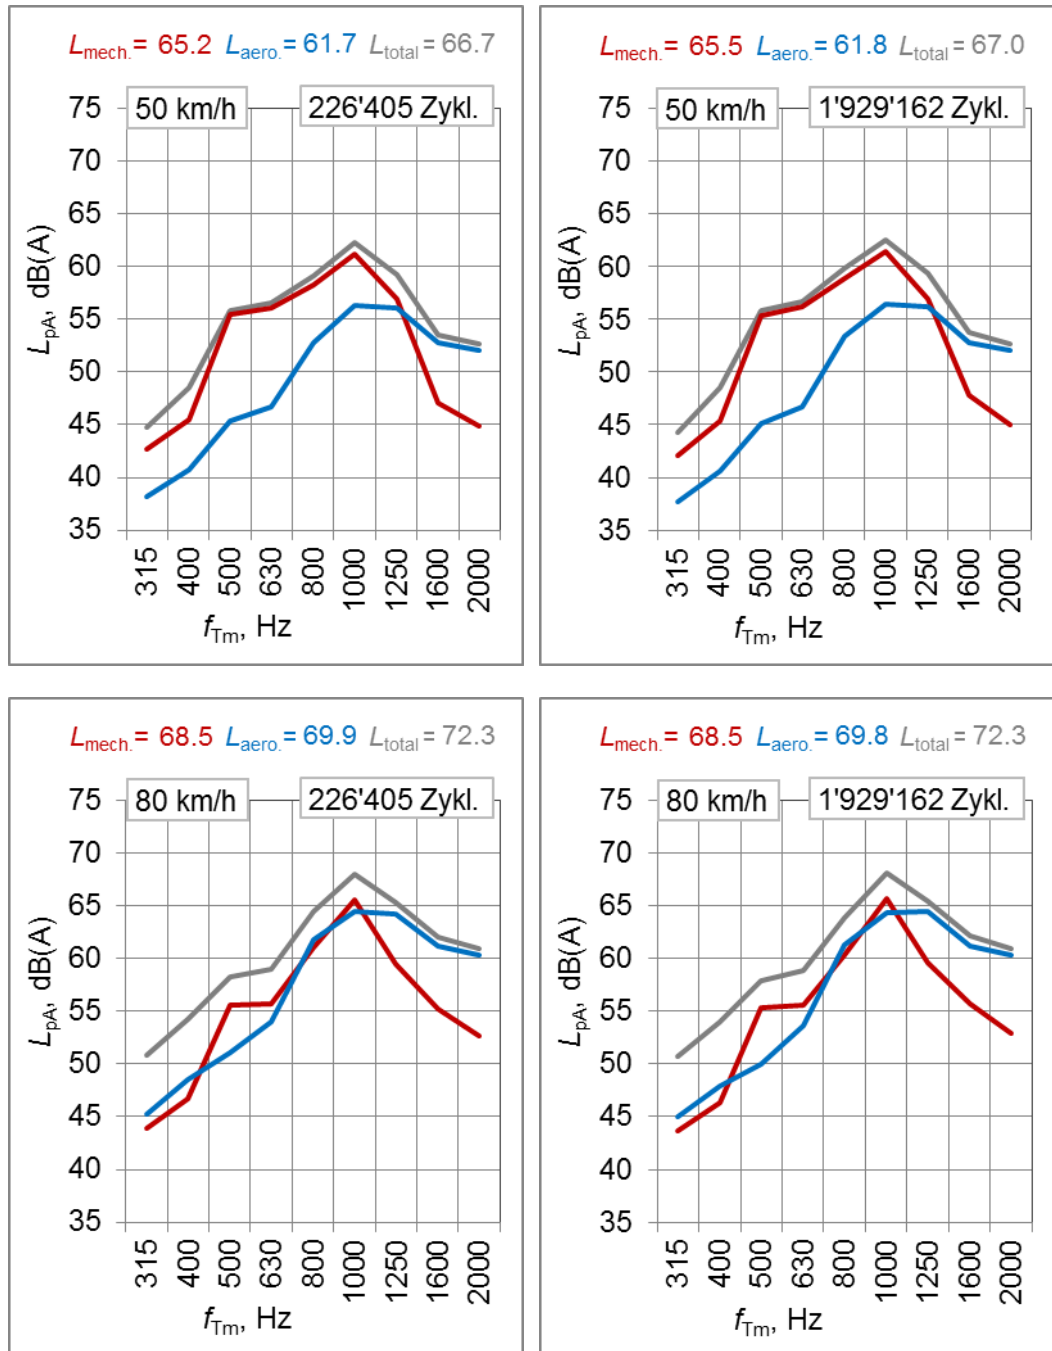 Lmech.= 65.2 Laero.= 61.7 Ltotal = 66.7
50 km/h 226'405 Zykl.
75
70
65
60
55
50
45
40
35
LpA, dB(A)
315 400 500 630 800 1000 1250 1600 2000
fTm, Hz
Lmech.= 65.5 Laero.= 61.8 Ltotal = 67.0
50 km/h 1'929'162 Zykl.
75
70
65
60
55
50
45
40
35
LpA, dB(A)
315 400 500 630 800 1000 1250 1600 2000
fTm, Hz
Lmech.= 68.5 Laero.= 69.9 Ltotal = 72.3
80 km/h 226'405 Zykl.
75
70
65
60
55
50
45
40
35
LpA, dB(A)
315 400 500 630 800 1000 1250 1600 2000
fTm, Hz
Lmech.= 68.5 Laero.= 69.8 Ltotal = 72.3
80 km/h 1'929'162 Zykl.
75
70
65
60
55
50
45
40
35
LpA, dB(A)
315 400 500 630 800 1000 1250 1600 2000
fTm, Hz